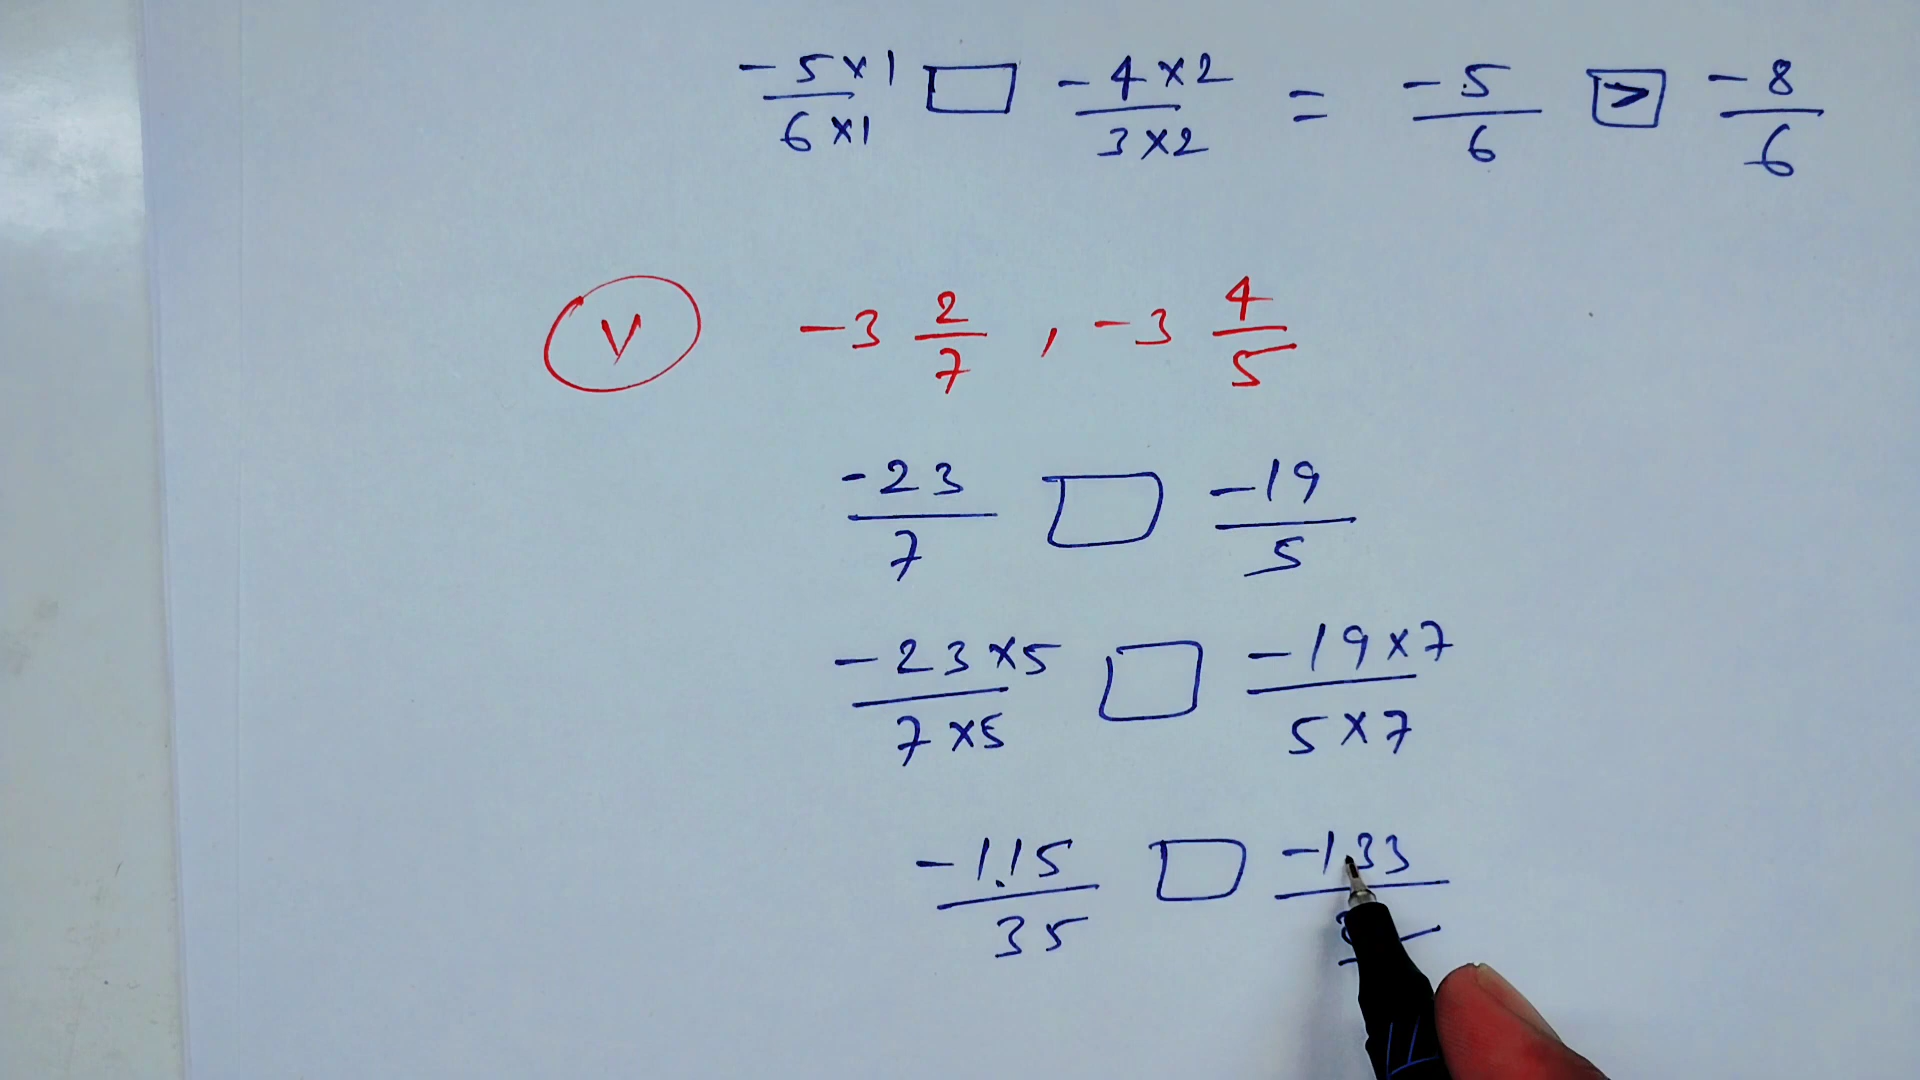 -5×1/6×1 □ -4×2/3×2 = -5/6 > -8/6
V -3 2/7 , -3 4/5
-23/7 □ -19/5
-23×5/7×5 □ -19×7/5×7
-115/35 □ -133/